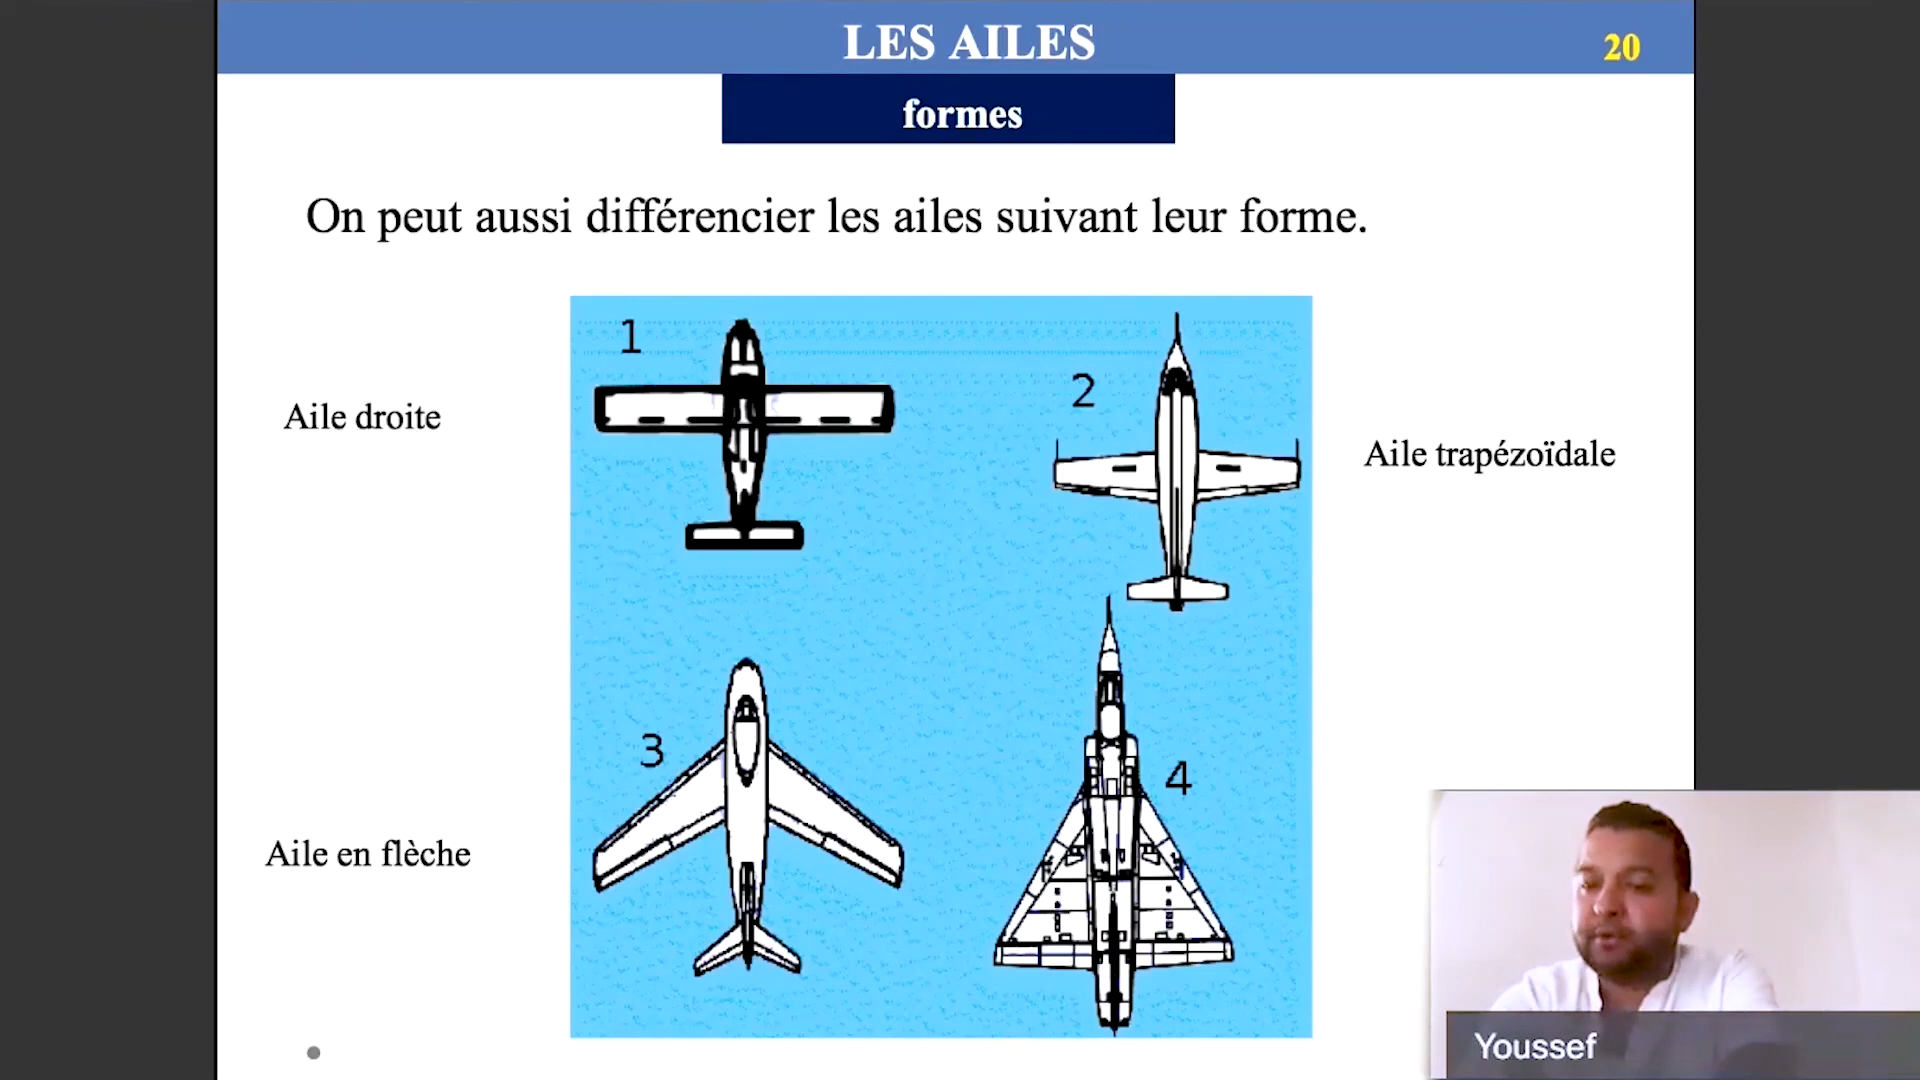 LES AILES
20
formes
On peut aussi différencier les ailes suivant leur forme.
1
2
Aile droite
Aile trapézoïdale
3
4
Aile en flèche
Youssef